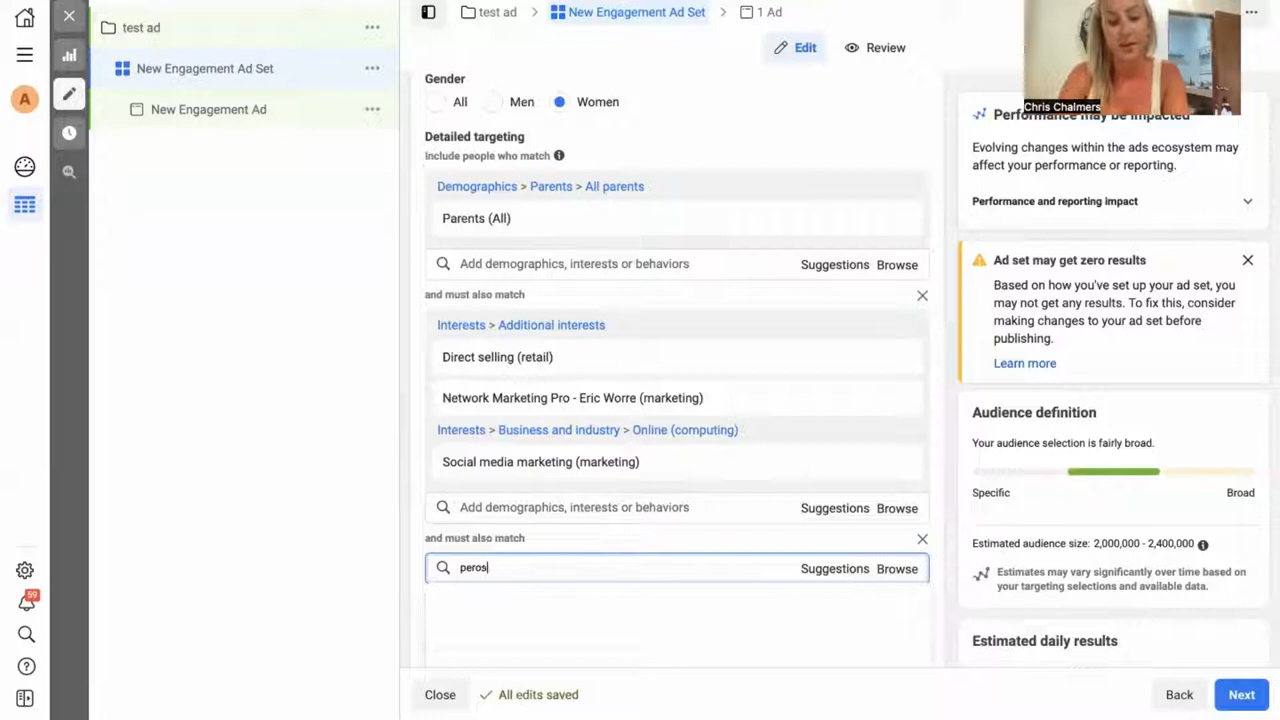 test ad
New Engagement Ad Set
New Engagement Ad
A
59
test ad > New Engagement Ad Set > 1 Ad
Edit
Review
Gender
All
Men
Women
Detailed targeting
Include people who match
Demographics > Parents > All parents
Parents (All)
Add demographics, interests or behaviors
Suggestions
Browse
and must also match
Interests > Additional interests
Direct selling (retail)
Network Marketing Pro - Eric Worre (marketing)
Interests > Business and industry > Online (computing)
Social media marketing (marketing)
Add demographics, interests or behaviors
Suggestions
Browse
and must also match
peros
Suggestions
Browse
Close
All edits saved
Back
Next
Chris Chalmers
Performance may be impacted
Evolving changes within the ads ecosystem may
affect your performance or reporting.
Performance and reporting impact
Ad set may get zero results
Based on how you've set up your ad set, you
may not get any results. To fix this, consider
making changes to your ad set before
publishing.
Learn more
Audience definition
Your audience selection is fairly broad.
Specific
Broad
Estimated audience size: 2,000,000 - 2,400,000
Estimates may vary significantly over time based on
your targeting selections and available data.
Estimated daily results